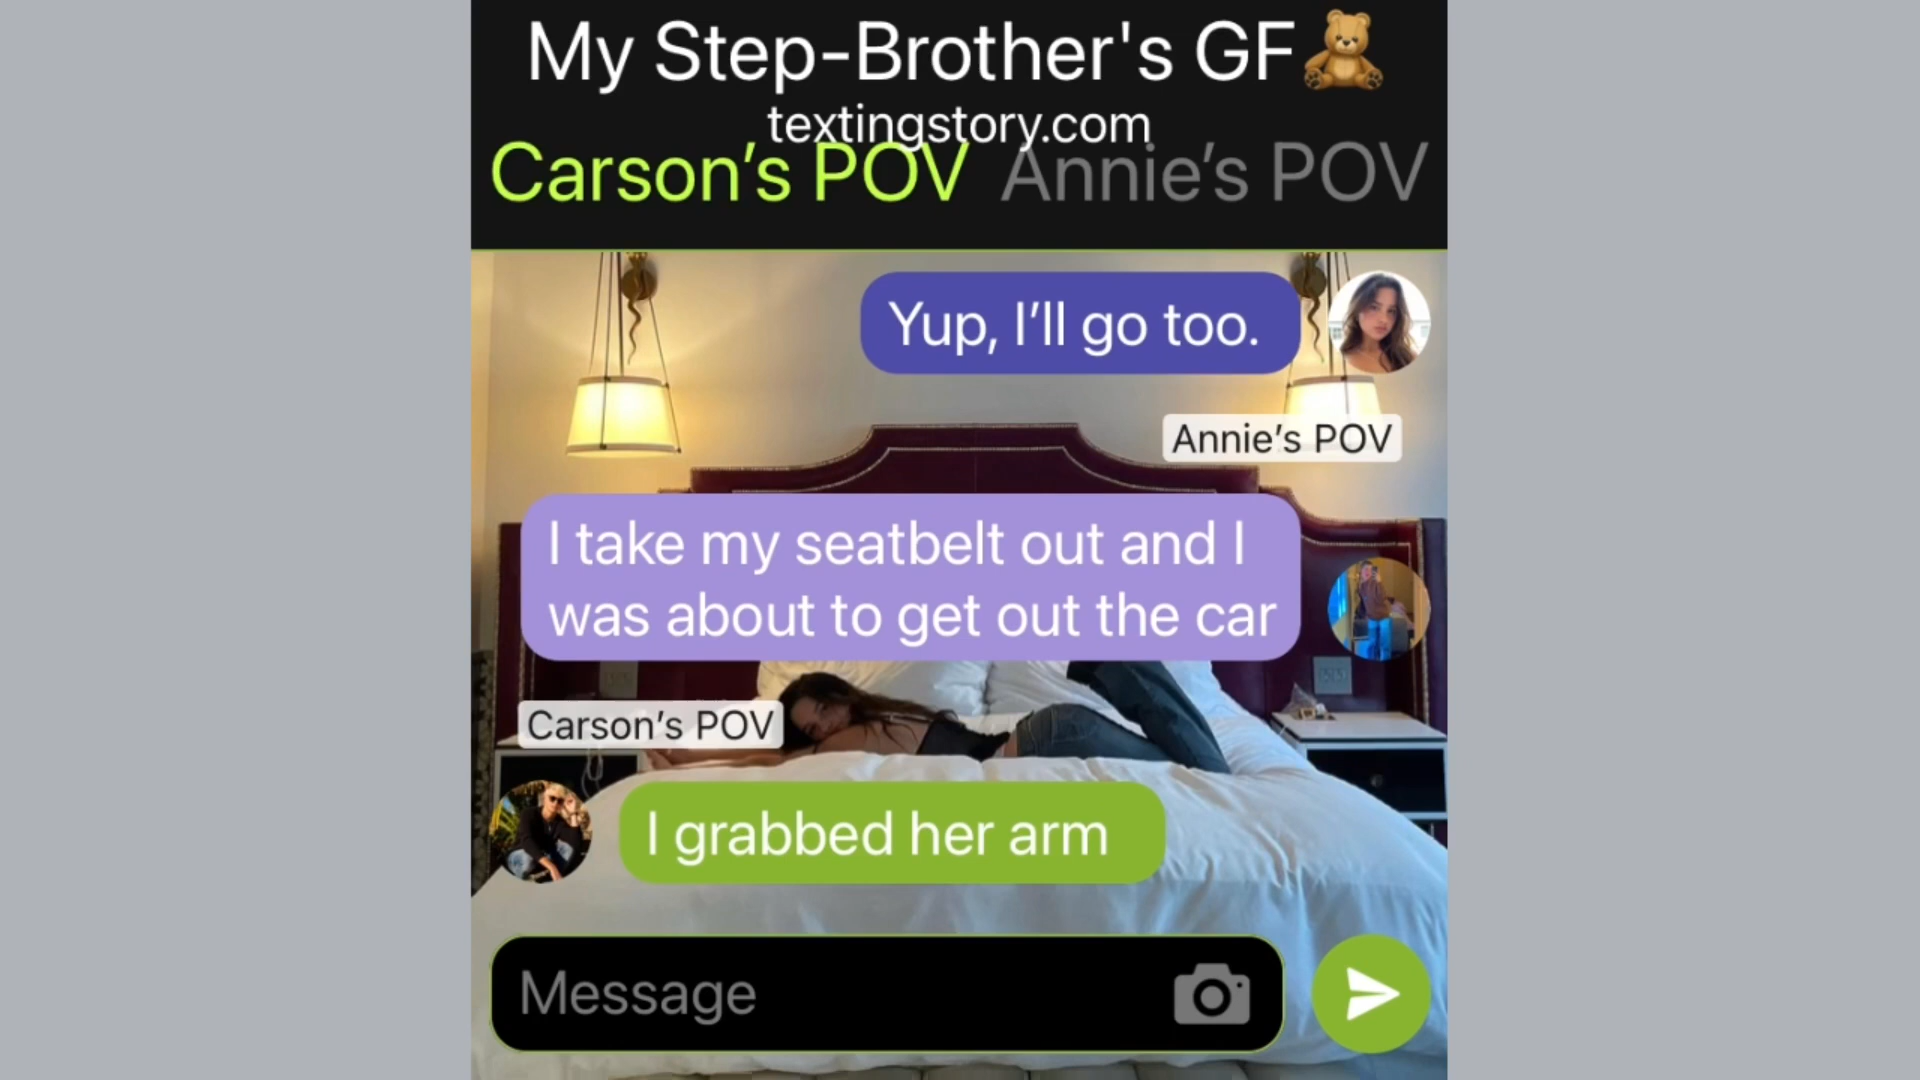 My Step-Brother's GF🧸
textingstory.com
Carson’s POV Annie’s POV
Yup, I’ll go too.
Annie’s POV
I take my seatbelt out and I
was about to get out the car
Carson’s POV
I grabbed her arm
Message